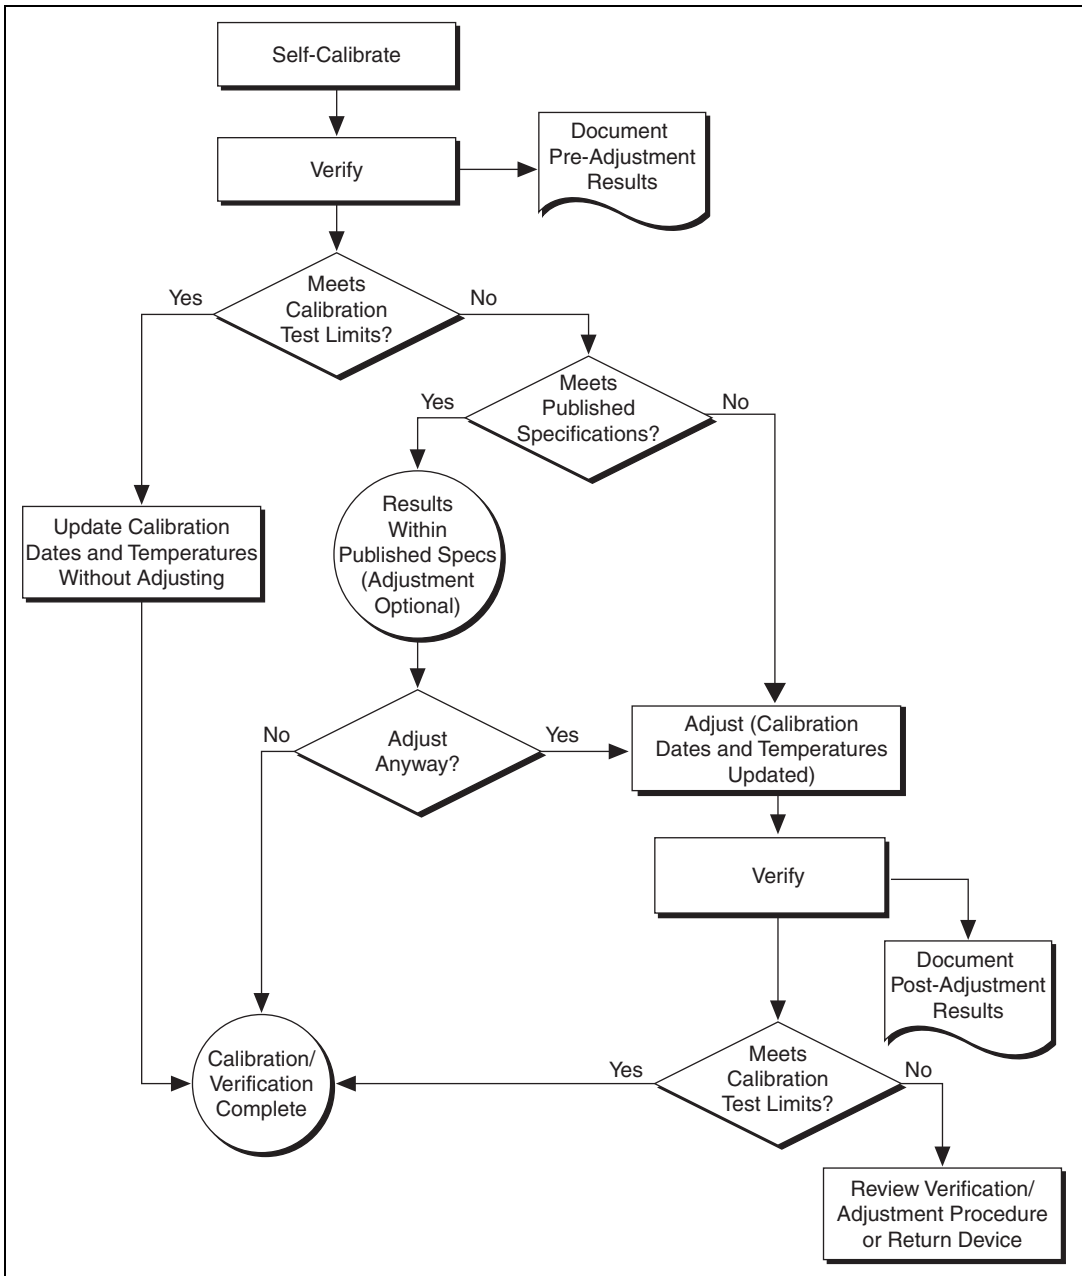 Self-Calibrate
Verify
Document
Pre-Adjustment
Results
Meets
Calibration
Test Limits?
Yes
No
Meets
Published
Specifications?
Yes
No
Update Calibration
Dates and Temperatures
Without Adjusting
Results
Within
Published Specs
(Adjustment
Optional)
Adjust
Anyway?
No
Yes
Adjust (Calibration
Dates and Temperatures
Updated)
Verify
Document
Post-Adjustment
Results
Calibration/
Verification
Complete
Meets
Calibration
Test Limits?
Yes
No
Review Verification/
Adjustment Procedure
or Return Device